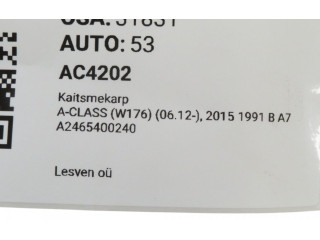 AUTO: 53
AC4202
Kaitsmekarp
A-CLASS (W176) (06.12-), 2015 1991 B A7
A2465400240
Lesven oü